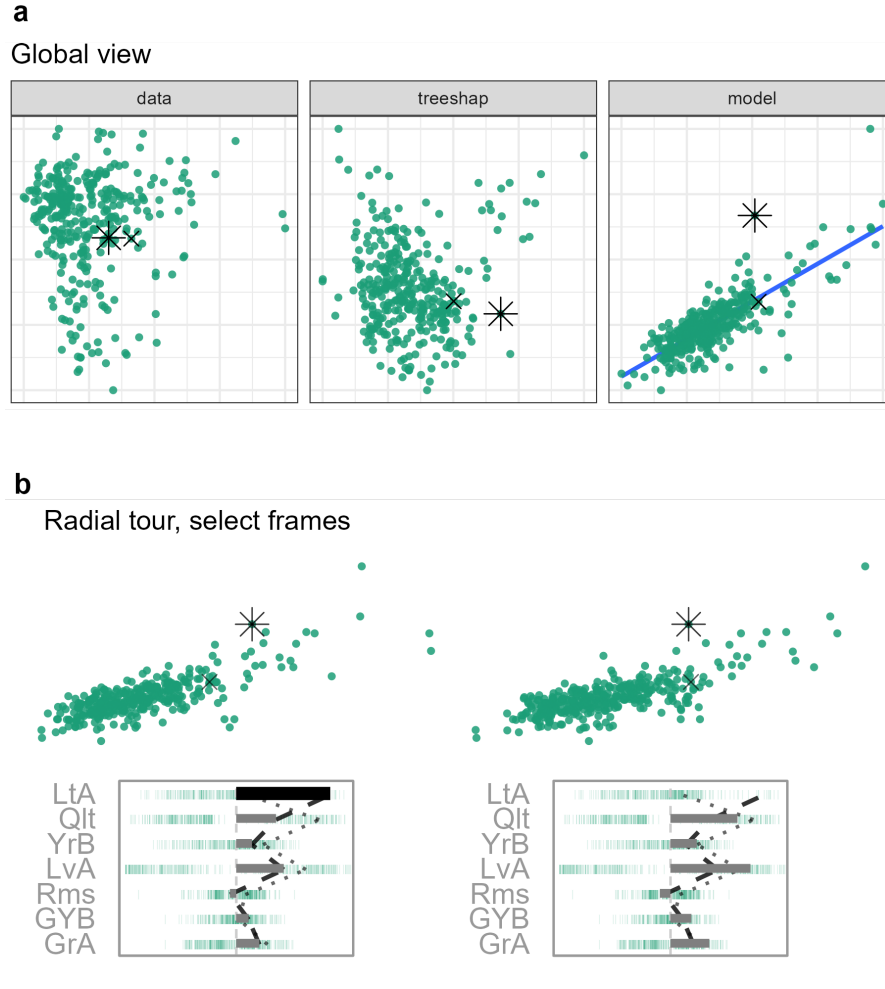 a
Global view
data treeshap model
b
Radial tour, select frames
LtA LtA
Qlt Qlt
YrB YrB
LvA LvA
Rms Rms
GYB GYB
GrA GrA